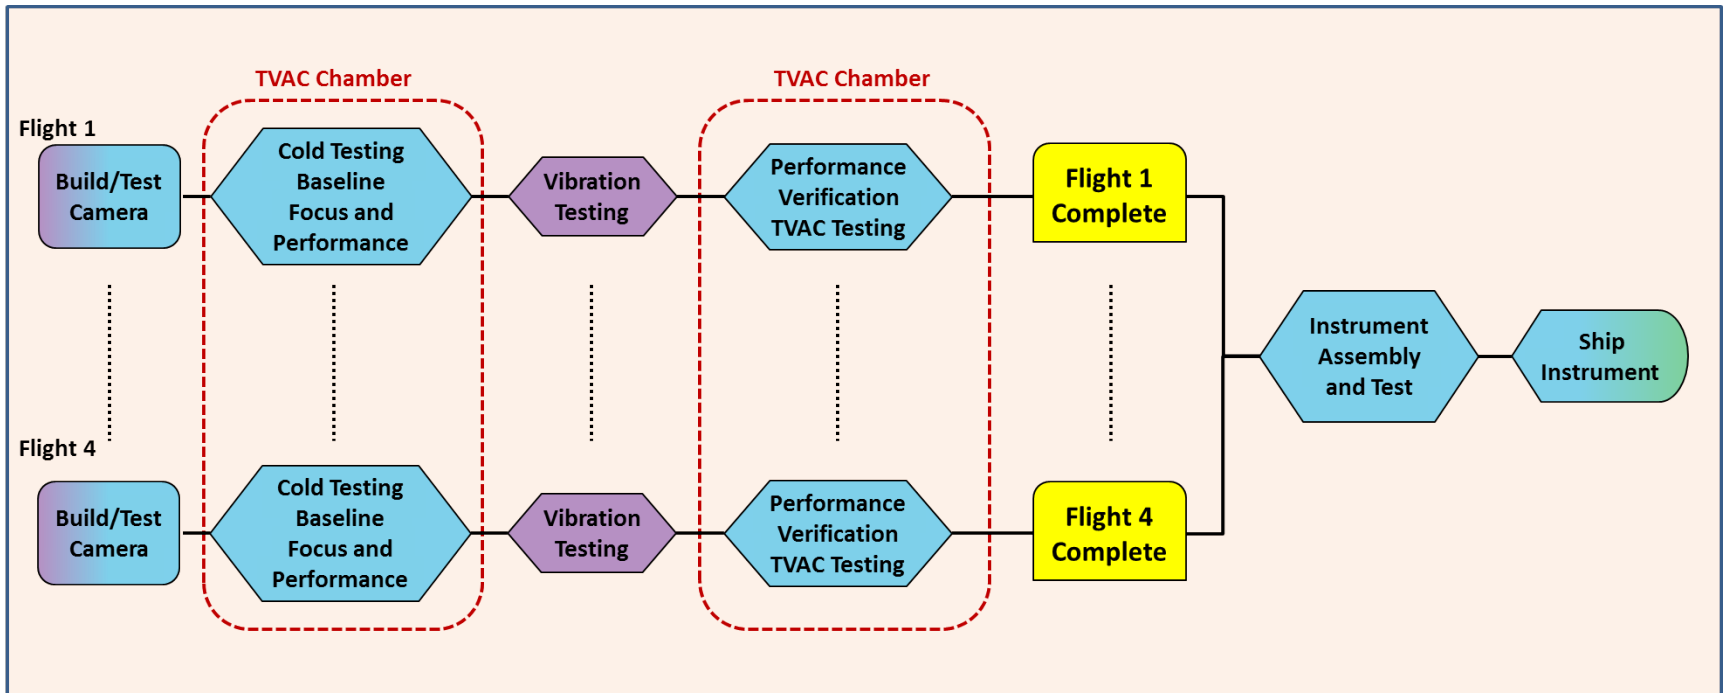 TVAC Chamber
TVAC Chamber
Flight 1
Build/Test
Camera
Cold Testing
Baseline
Focus and
Performance
Vibration
Testing
Performance
Verification
TVAC Testing
Flight 1
Complete
Instrument
Assembly
and Test
Ship
Instrument
Flight 4
Build/Test
Camera
Cold Testing
Baseline
Focus and
Performance
Vibration
Testing
Performance
Verification
TVAC Testing
Flight 4
Complete